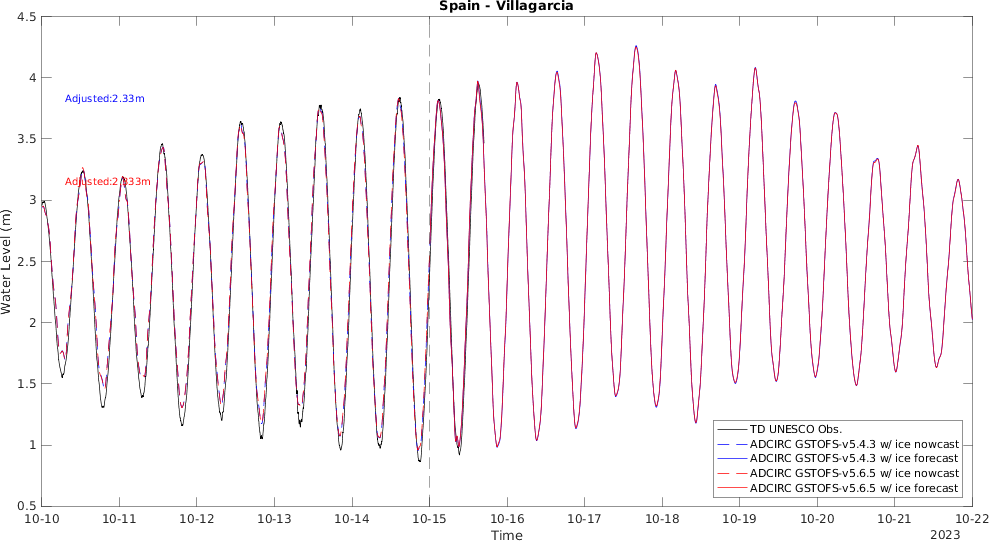 Spain - Villagarcia
4.5
4
3.5
3
2.5
2
1.5
1
0.5
Water Level (m)
Adjusted:2.33m
Adjusted:2.333m
TD UNESCO Obs.
ADCIRC GSTOFS-v5.4.3 w/ ice nowcast
ADCIRC GSTOFS-v5.4.3 w/ ice forecast
ADCIRC GSTOFS-v5.6.5 w/ ice nowcast
ADCIRC GSTOFS-v5.6.5 w/ ice forecast
10-10 10-11 10-12 10-13 10-14 10-15 10-16 10-17 10-18 10-19 10-20 10-21 10-22
Time
2023